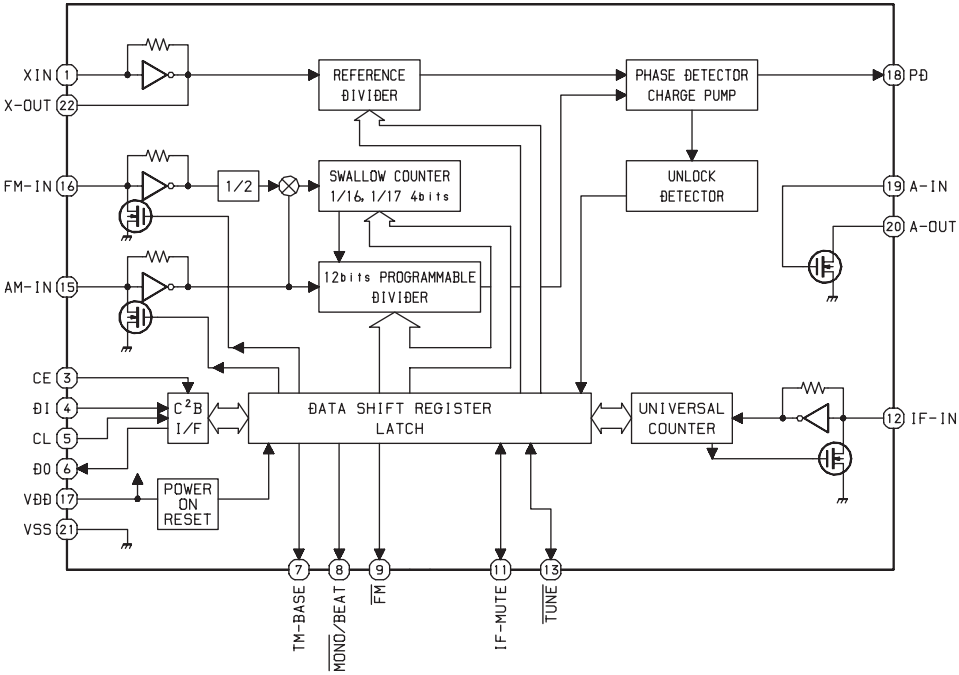 XIN 1
X-OUT 22
REFERENCE
DIVIDER
PHASE DETECTOR
CHARGE PUMP
18 PD
FM-IN 16
1/2
SWALLOW COUNTER
1/16, 1/17 4bits
UNLOCK
DETECTOR
19 A-IN
20 A-OUT
AM-IN 15
12bits PROGRAMMABLE
DIVIDER
CE 3
DI 4
CL 5
DO 6
VDD 17
VSS 21
C²B
I/F
DATA SHIFT REGISTER
LATCH
UNIVERSAL
COUNTER
12 IF-IN
POWER
ON
RESET
7
8
9
11
13
TM-BASE
MONO/BEAT
FM
IF-MUTE
TUNE